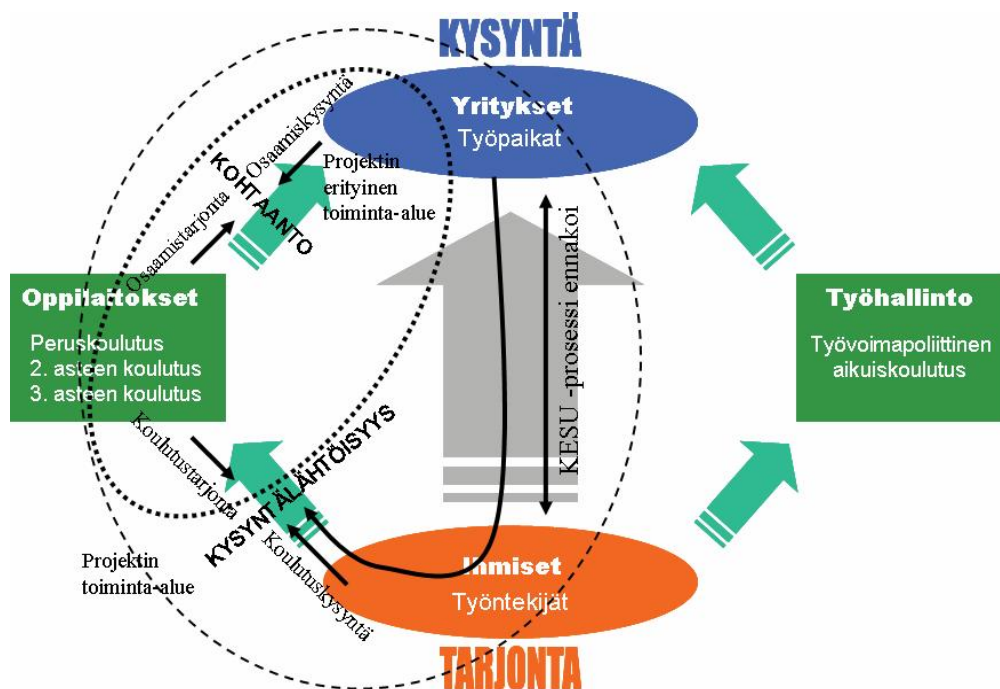 KYSYNTÄ
Yritykset
Työpaikat
Osaamiskysyntä
KOHTAANTO
Osaamistarjonta
Projektin
erityinen
toiminta-alue
Oppilaitokset
Peruskoulutus
2. asteen koulutus
3. asteen koulutus
KESU -prosessi ennakoi
Työhallinto
Työvoimapoliittinen
aikuiskoulutus
Koulutustarjonta
KYSYNTÄLÄHTÖISYYS
Koulutuskysyntä
Projektin
toiminta-alue
Ihmiset
Työntekijät
TARJONTA